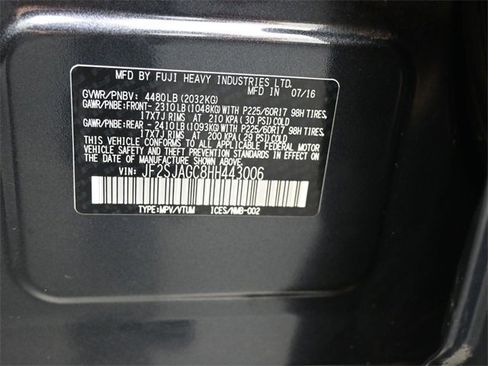 MFD BY FUJI HEAVY INDUSTRIES LTD.
MFD IN 07/16
GVWR/PNBV: 4480LB (2032KG)
GAWR/PNBE: FRONT- 2310LB (1048KG) WITH P225/60R17 98H TIRES,
17X7J RIMS AT 210 KPA ( 30 PSI) COLD
GAWR/PNBE: REAR - 2410LB (1093KG) WITH P225/60R17 98H TIRES,
17X7J RIMS AT 200 KPA ( 29 PSI) COLD
THIS VEHICLE CONFORMS TO ALL APPLICABLE FEDERAL MOTOR
VEHICLE SAFETY AND THEFT PREVENTION STANDARDS IN EFFECT
ON THE DATE OF MANUFACTURE SHOWN ABOVE.
VIN: JF2SJAGC8HH443006
TYPE:MPV/VTUM ICES/NMB-002